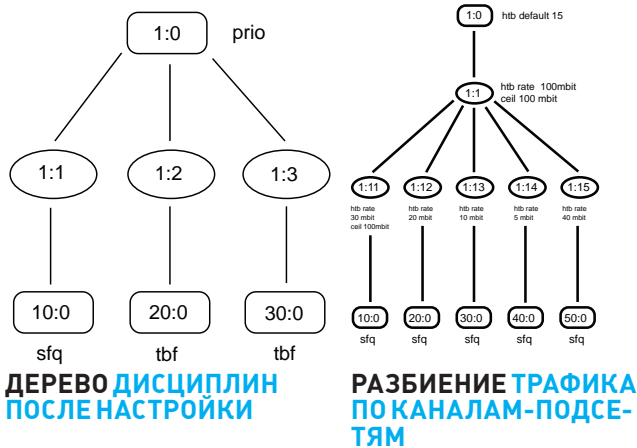 1:0 prio
1:1 1:2 1:3
10:0 20:0 30:0
sfq tbf tbf
ДЕРЕВО ДИСЦИПЛИН
ПОСЛЕ НАСТРОЙКИ
1:0 htb default 15
1:1 htb rate 100mbit
ceil 100 mbit
1:11 1:12 1:13 1:14 1:15
htb rate htb rate htb rate htb rate htb rate
30 mbit 20 mbit 10 mbit 5 mbit 40 mbit
ceil 100mbit
10:0 20:0 30:0 40:0 50:0
sfq sfq sfq sfq sfq
РАЗБИЕНИЕ ТРАФИКА
ПО КАНАЛАМ-ПОДСЕ-
ТЯМ